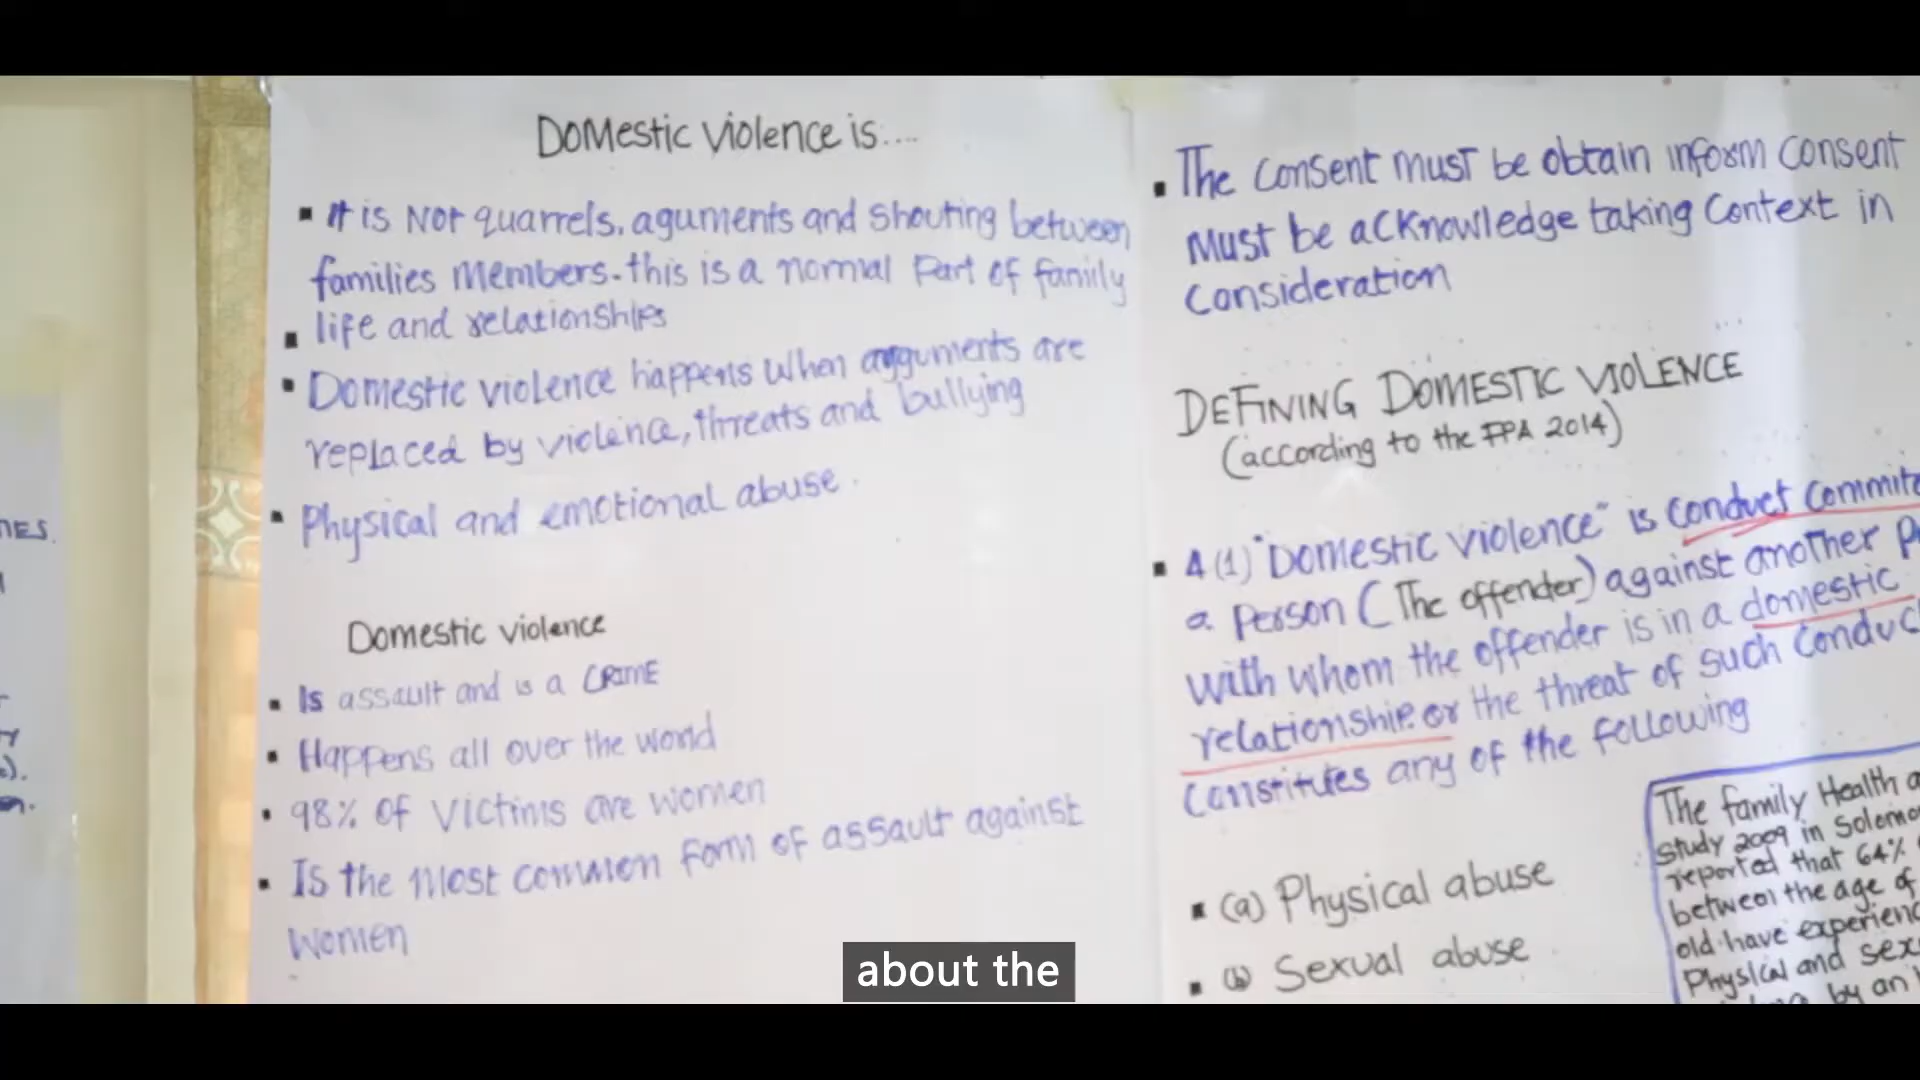 Domestic violence is....
▪ It is Not quarrels, aguments and shouting between
families members. this is a normal part of family
▪ life and relationships
▪ Domestic violence happens when agguments are
replaced by violence, threats and bullying
▪ Physical and emotional abuse.
Domestic violence
▪ Is assault and is a CRIME
▪ Happens all over the world
▪ 98% of victims are women
▪ Is the most common form of assault against
women
▪ The consent must be obtain inform consent
Must be acknowledge taking context in
Consideration
DEFINING DOMESTIC VIOLENCE
(according to the FPA 2014)
▪ 4 (1) "Domestic violence" is conduct
a person (The offender) against another
with whom the offender is in a domestic
relationship or the threat of such
constitutes any of the following
▪ (a) Physical abuse
▪ (b) Sexual abuse
The family Health
study 2009 in
reported that 64%
between the age of
old have
Physical and
by an
about the